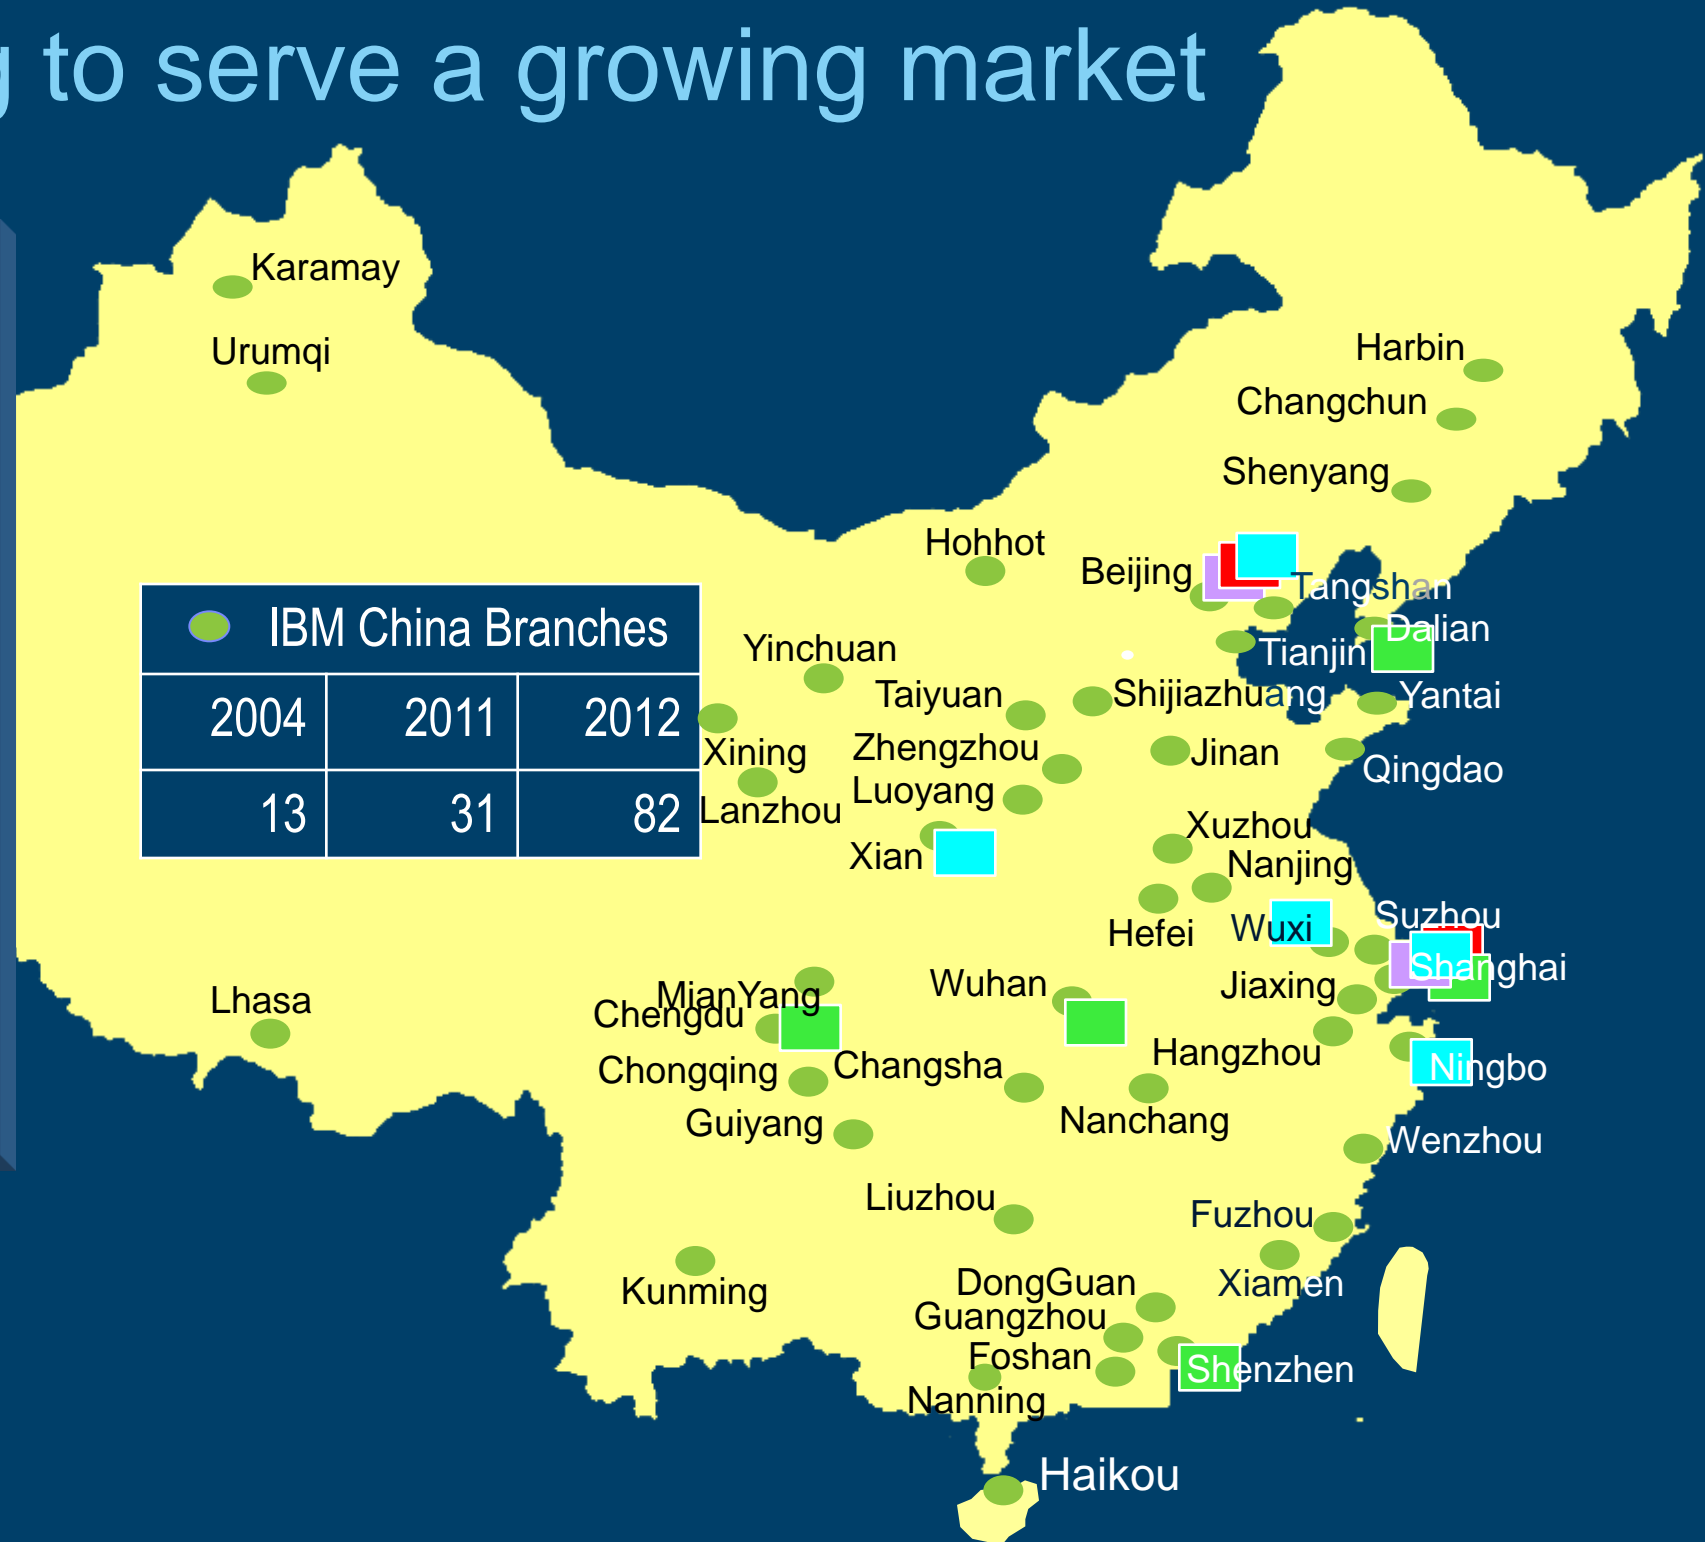 g to serve a growing market
Karamay
Urumqi
Harbin
Changchun
Shenyang
Hohhot
Beijing
Tangshan
Dalian
Tianjin
IBM China Branches
2004 2011 2012
13 31 82
Yinchuan
Taiyuan
Shijiazhuang
Yantai
Xining
Zhengzhou
Jinan
Qingdao
Lanzhou
Luoyang
Xuzhou
Xian
Nanjing
Hefei
Wuxi
Suzhou
Shanghai
Lhasa
MianYang
Chengdu
Wuhan
Jiaxing
Chongqing
Changsha
Hangzhou
Ningbo
Guiyang
Nanchang
Wenzhou
Liuzhou
Fuzhou
Kunming
DongGuan
Xiamen
Guangzhou
Foshan
Shenzhen
Nanning
Haikou